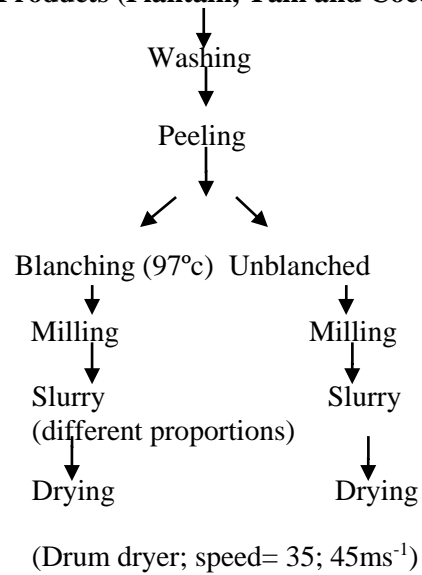 Products (Plantain, Yam and
Washing
Peeling
Blanching (97ºc) Unblanched
Milling Milling
Slurry Slurry
(different proportions)
Drying Drying
(Drum dryer; speed= 35; 45ms-1)